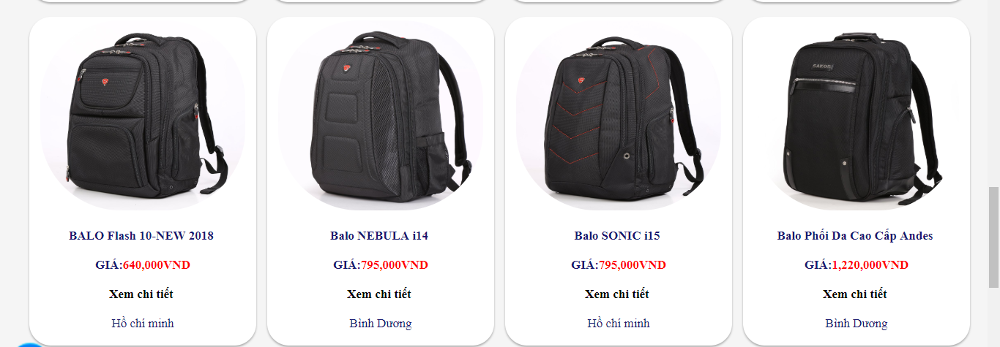 SAKOS
BALO Flash 10-NEW 2018
GIÁ:640,000VND
Xem chi tiết
Hồ chí minh
Balo NEBULA i14
GIÁ:795,000VND
Xem chi tiết
Bình Dương
Balo SONIC i15
GIÁ:795,000VND
Xem chi tiết
Hồ chí minh
Balo Phối Da Cao Cấp Andes
GIÁ:1,220,000VND
Xem chi tiết
Bình Dương